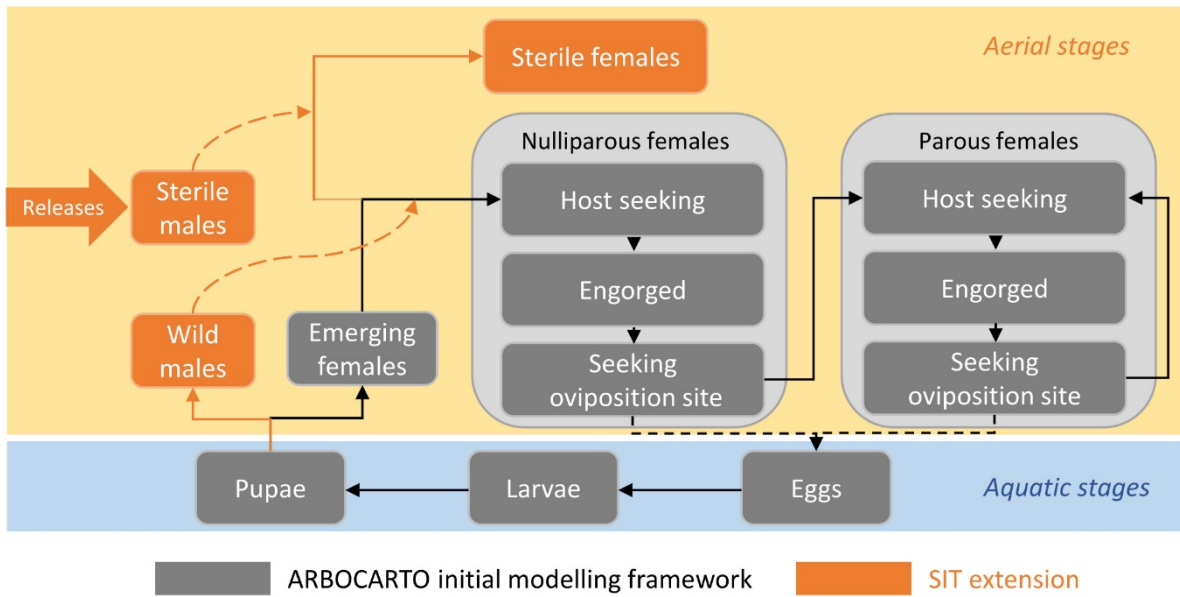 Aerial stages
Sterile females
Nulliparous females
Parous females
Releases
Sterile
males
Host seeking
Host seeking
Engorged
Engorged
Wild
males
Emerging
females
Seeking
oviposition site
Seeking
oviposition site
Pupae
Larvae
Eggs
Aquatic stages
ARBOCARTO initial modelling framework
SIT extension